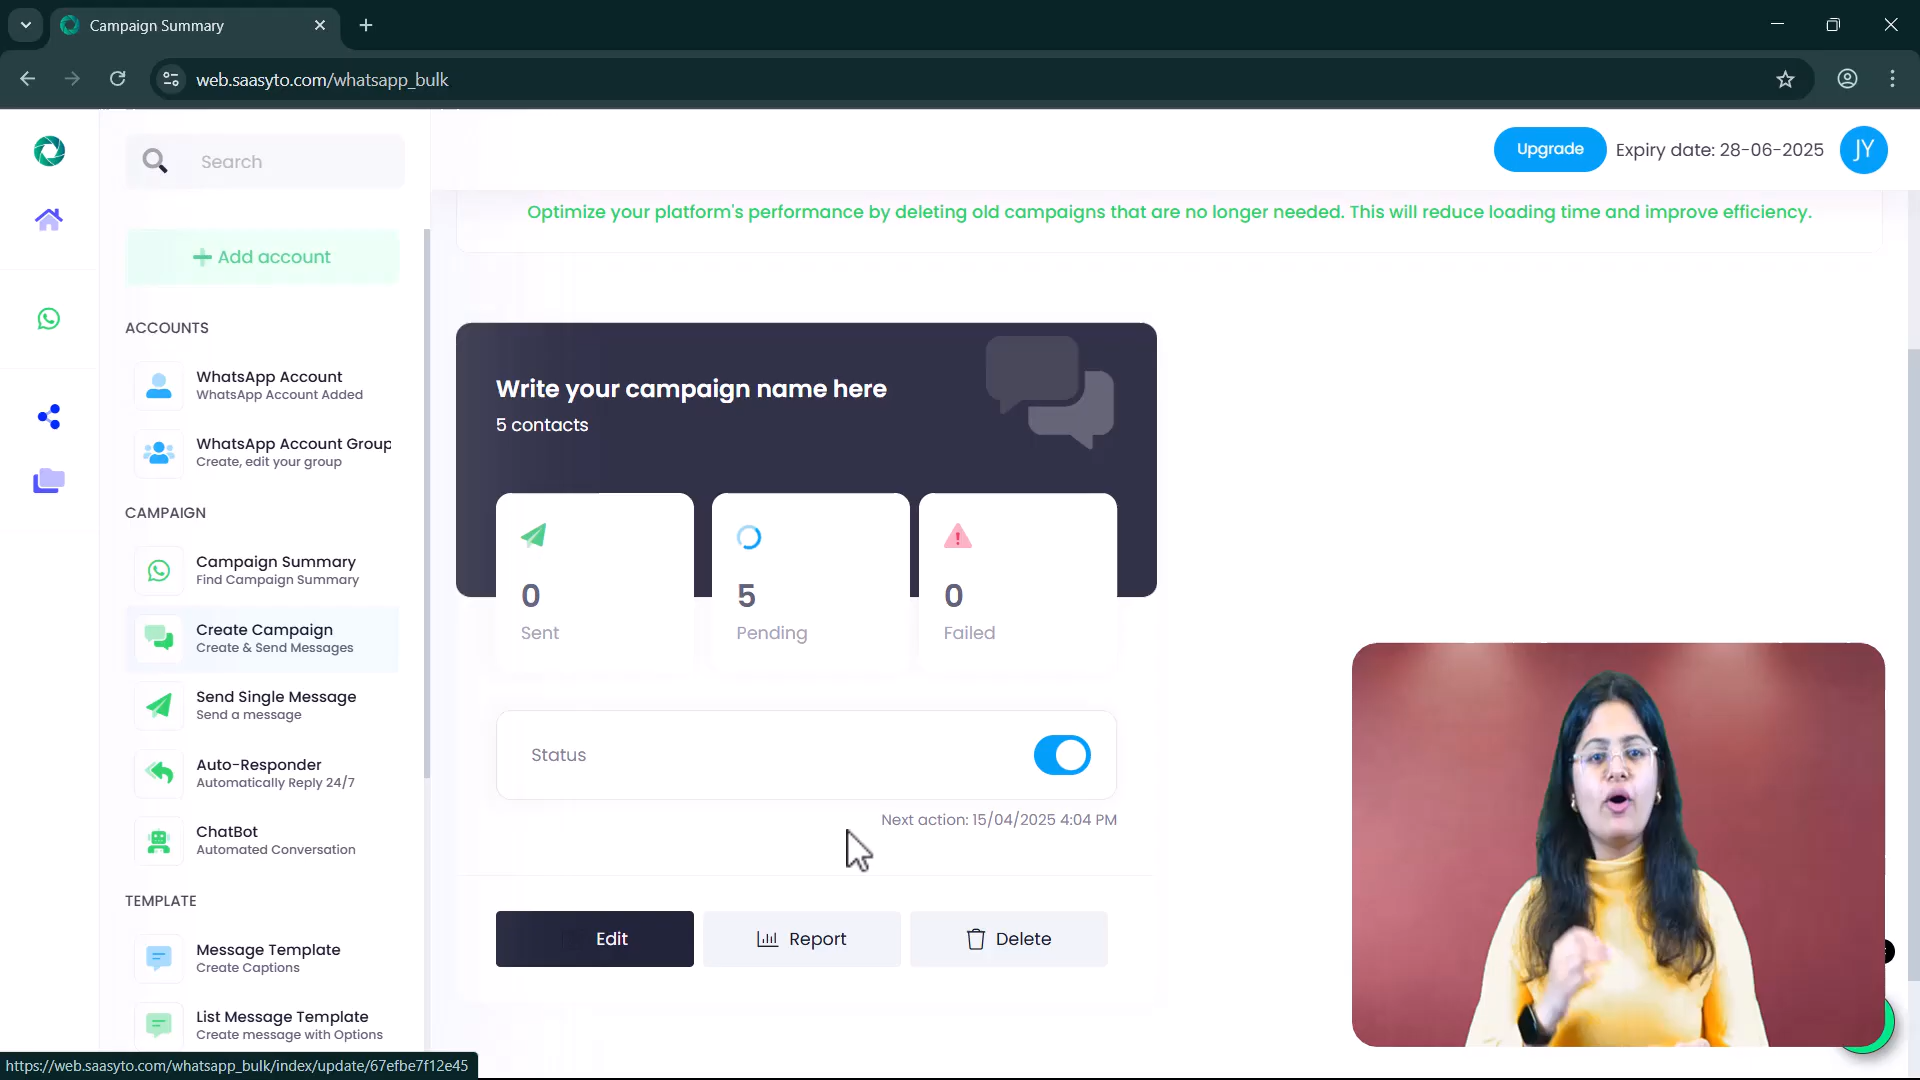 Campaign Summary
web.saasyto.com/whatsapp_bulk
Search
Upgrade
Expiry date: 28-06-2025
JY
Add account
Optimize your platform's performance by deleting old campaigns that are no longer needed. This will reduce loading time and improve efficiency.
ACCOUNTS
WhatsApp Account
WhatsApp Account Added
WhatsApp Account Group
Create, edit your group
CAMPAIGN
Campaign Summary
Find Campaign Summary
Create Campaign
Create & Send Messages
Send Single Message
Send a message
Auto-Responder
Automatically Reply 24/7
ChatBot
Automated Conversation
TEMPLATE
Message Template
Create Captions
List Message Template
Create message with Options
Write your campaign name here
5 contacts
0
Sent
5
Pending
0
Failed
Status
Next action: 15/04/2025 4:04 PM
Edit
Report
Delete
https://web.saasyto.com/whatsapp_bulk/index/update/67efbe7f12e45